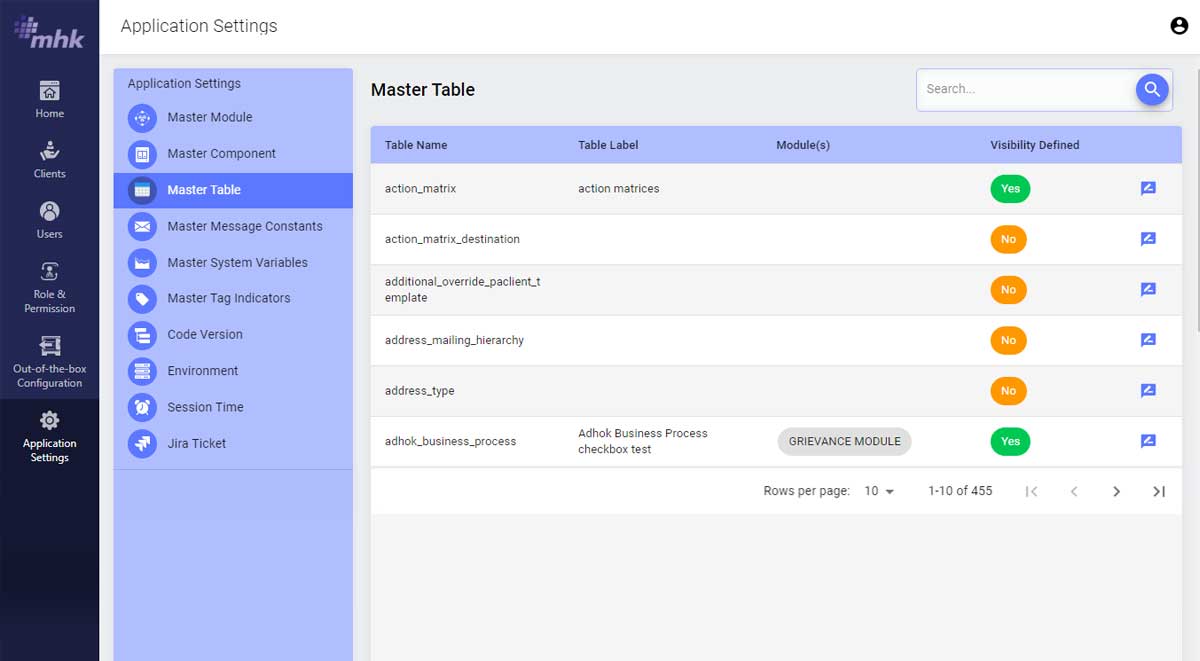 mhk
Application Settings
Home
Clients
Users
Role &
Permission
Out-of-the-box
Configuration
Application
Settings
Application Settings
Master Module
Master Component
Master Table
Master Message Constants
Master System Variables
Master Tag Indicators
Code Version
Environment
Session Time
Jira Ticket
Master Table
Search...
Table Name Table Label Module(s) Visibility Defined
action_matrix action matrices Yes
action_matrix_destination No
additional_override_paclient_t
emplate No
address_mailing_hierarchy No
address_type No
adhok_business_process Adhok Business Process
checkbox test GRIEVANCE MODULE Yes
Rows per page: 10 1-10 of 455